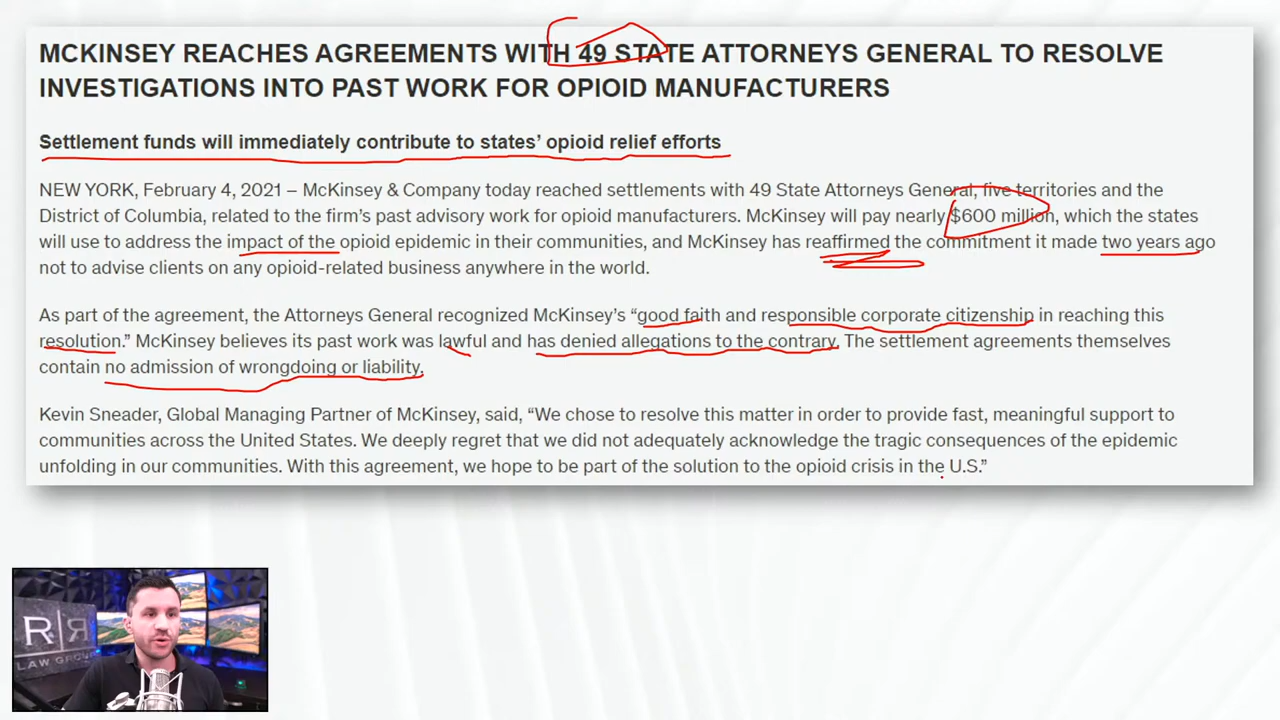 MCKINSEY REACHES AGREEMENTS WITH 49 STATE ATTORNEYS GENERAL TO RESOLVE
INVESTIGATIONS INTO PAST WORK FOR OPIOID MANUFACTURERS
Settlement funds will immediately contribute to states’ opioid relief efforts
NEW YORK, February 4, 2021 – McKinsey & Company today reached settlements with 49 State Attorneys General, five territories and the
District of Columbia, related to the firm’s past advisory work for opioid manufacturers. McKinsey will pay nearly $600 million, which the states
will use to address the impact of the opioid epidemic in their communities, and McKinsey has reaffirmed the commitment it made two years ago
not to advise clients on any opioid-related business anywhere in the world.
As part of the agreement, the Attorneys General recognized McKinsey’s “good faith and responsible corporate citizenship in reaching this
resolution.” McKinsey believes its past work was lawful and has denied allegations to the contrary. The settlement agreements themselves
contain no admission of wrongdoing or liability.
Kevin Sneader, Global Managing Partner of McKinsey, said, “We chose to resolve this matter in order to provide fast, meaningful support to
communities across the United States. We deeply regret that we did not adequately acknowledge the tragic consequences of the epidemic
unfolding in our communities. With this agreement, we hope to be part of the solution to the opioid crisis in the U.S.”
R|R
LAW GROUP